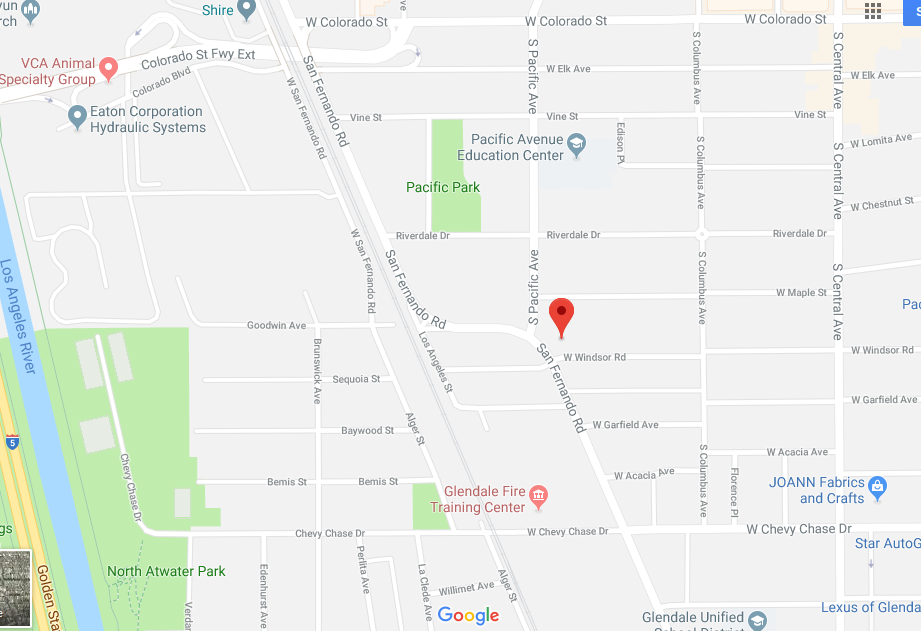 Shire
W Colorado St
W Colorado St
W Colorado St
Colorado St Fwy Ext
VCA Animal
Specialty Group
Colorado Blvd
W San Fernando Rd
San Fernando Rd
S Pacific Ave
W Elk Ave
S Columbus Ave
S Central Ave
W Elk Ave
Eaton Corporation
Hydraulic Systems
Vine St
Vine St
Vine St
Edison Pl
Pacific Avenue
Education Center
S Columbus Ave
S Central Ave
W Lomita Ave
Pacific Park
W Chestnut St
Riverdale Dr
Riverdale Dr
Riverdale Dr
W San Fernando Rd
San Fernando Rd
S Pacific Ave
S Columbus Ave
S Central Ave
Los Angeles River
W Maple St
Goodwin Ave
Los Angeles St
San Fernando Rd
W Windsor Rd
W Windsor Rd
Brunswick Ave
Sequoia St
W Garfield Ave
W Garfield Ave
Baywood St
Alger St
5
Chevy Chase Dr
W Acacia Ave
W Acacia Ave
S Columbus Ave
Florence Pl
Bemis St
Bemis St
Glendale Fire
Training Center
JOANN Fabrics
and Crafts
Chevy Chase Dr
W Chevy Chase Dr
W Chevy Chase Dr
Star AutoG
North Atwater Park
Edenhurst Ave
Perlita Ave
La Clede Ave
Willimet Ave
Alger St
Golden Sta
Verdan
Google
Lexus of Glenda
Glendale Unified
School District